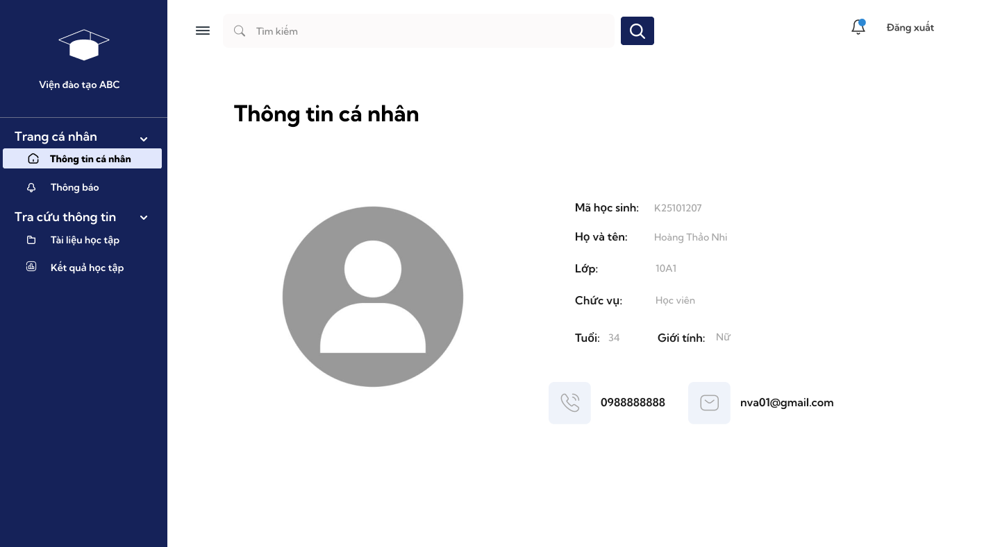 Viện đào tạo ABC
Trang cá nhân
Thông tin cá nhân
Thông báo
Tra cứu thông tin
Tài liệu học tập
Kết quả học tập
Tìm kiếm
Đăng xuất
Thông tin cá nhân
Mã học sinh: K25101207
Họ và tên: Hoàng Thảo Nhi
Lớp: 10A1
Chức vụ: Học viên
Tuổi: 34 Giới tính: Nữ
0988888888 nva01@gmail.com